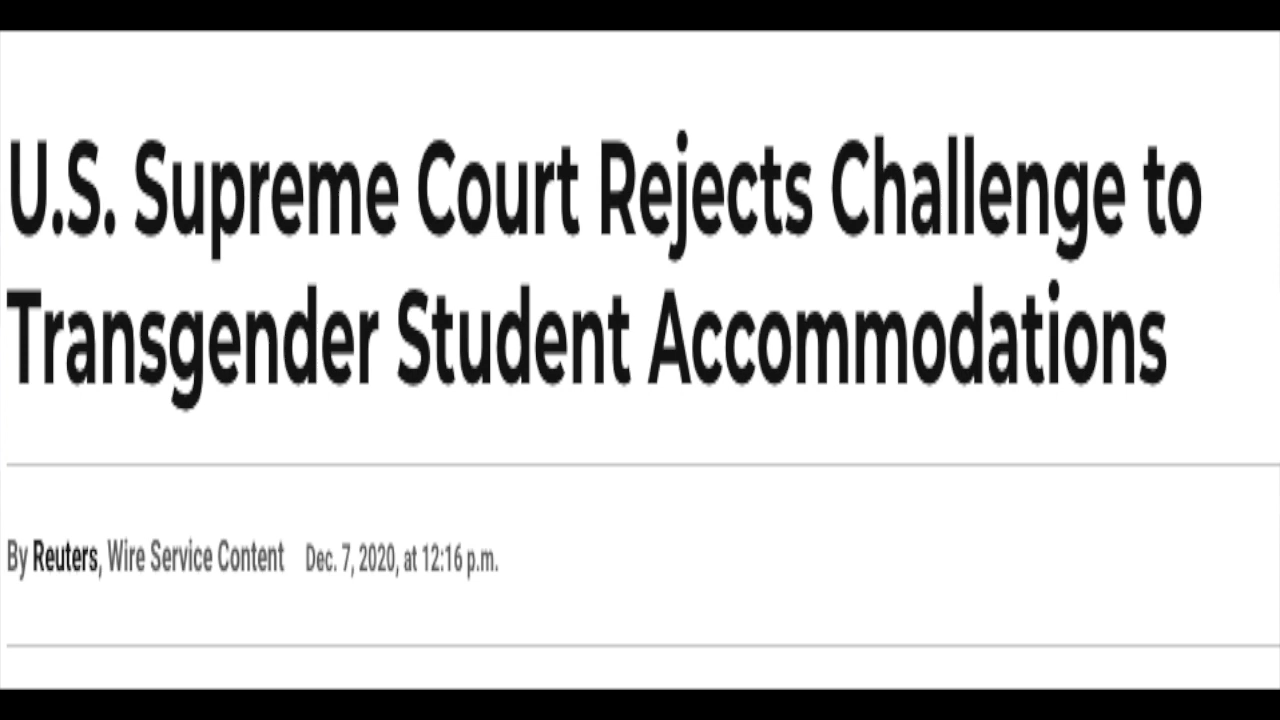 U.S. Supreme Court Rejects Challenge to
Transgender Student Accommodations
By Reuters, Wire Service Content Dec. 7, 2020, at 12:16 p.m.